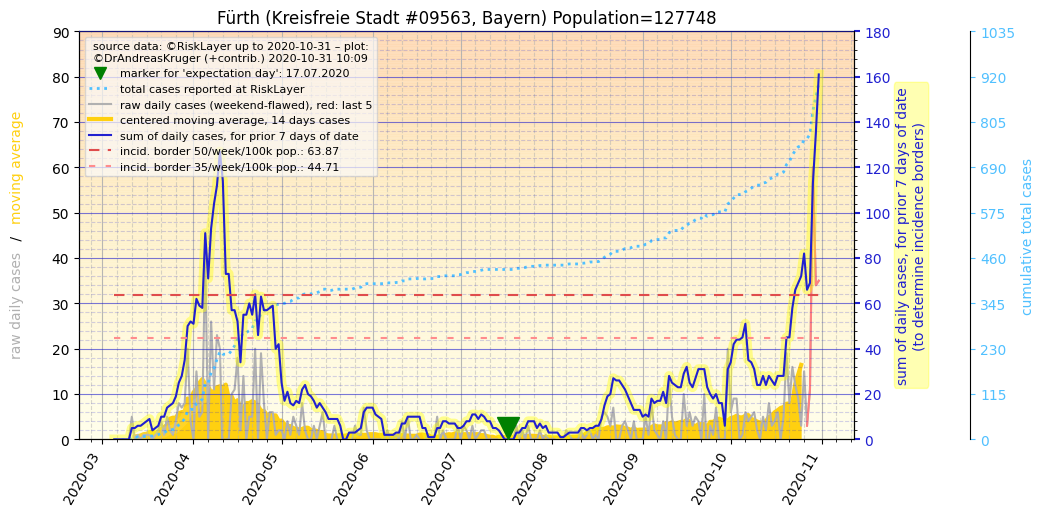 Fürth (Kreisfreie Stadt #09563, Bayern) Population=127748
source data: ©RiskLayer up to 2020-10-31 – plot:
©DrAndreasKruger (+contrib.) 2020-10-31 10:09
marker for 'expectation day': 17.07.2020
total cases reported at RiskLayer
raw daily cases (weekend-flawed), red: last 5
centered moving average, 14 days cases
sum of daily cases, for prior 7 days of date
incid. border 50/week/100k pop.: 63.87
incid. border 35/week/100k pop.: 44.71
raw daily cases / moving average
90
80
70
60
50
40
30
20
10
0
180
160
140
120
100
80
60
40
20
0
sum of daily cases, for prior 7 days of date
(to determine incidence borders)
1035
920
805
690
575
460
345
230
115
0
cumulative total cases
2020-03
2020-04
2020-05
2020-06
2020-07
2020-08
2020-09
2020-10
2020-11